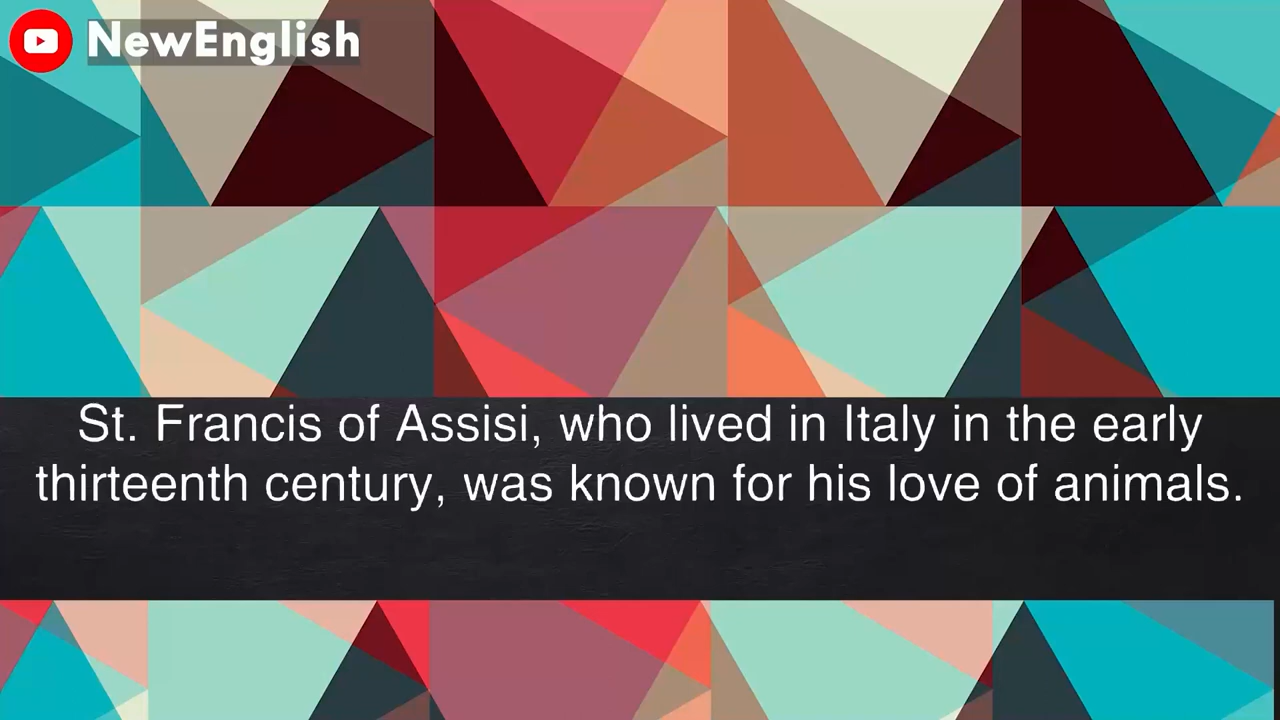 NewEnglish
St. Francis of Assisi, who lived in Italy in the early
thirteenth century, was known for his love of animals.